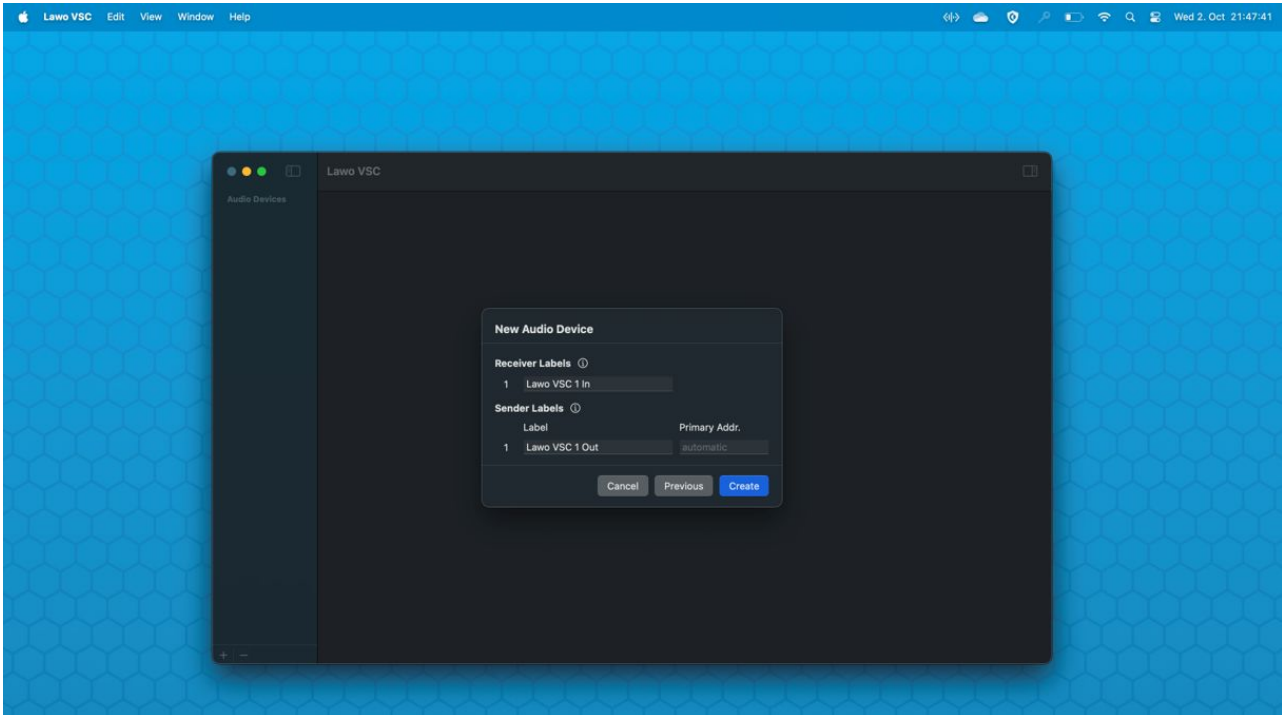 Lawo VSC Edit View Window Help Wed 2. Oct 21:47:41
Lawo VSC
Audio Devices
New Audio Device
Receiver Labels
1 Lawo VSC 1 In
Sender Labels
Label Primary Addr.
1 Lawo VSC 1 Out automatic
Cancel Previous Create